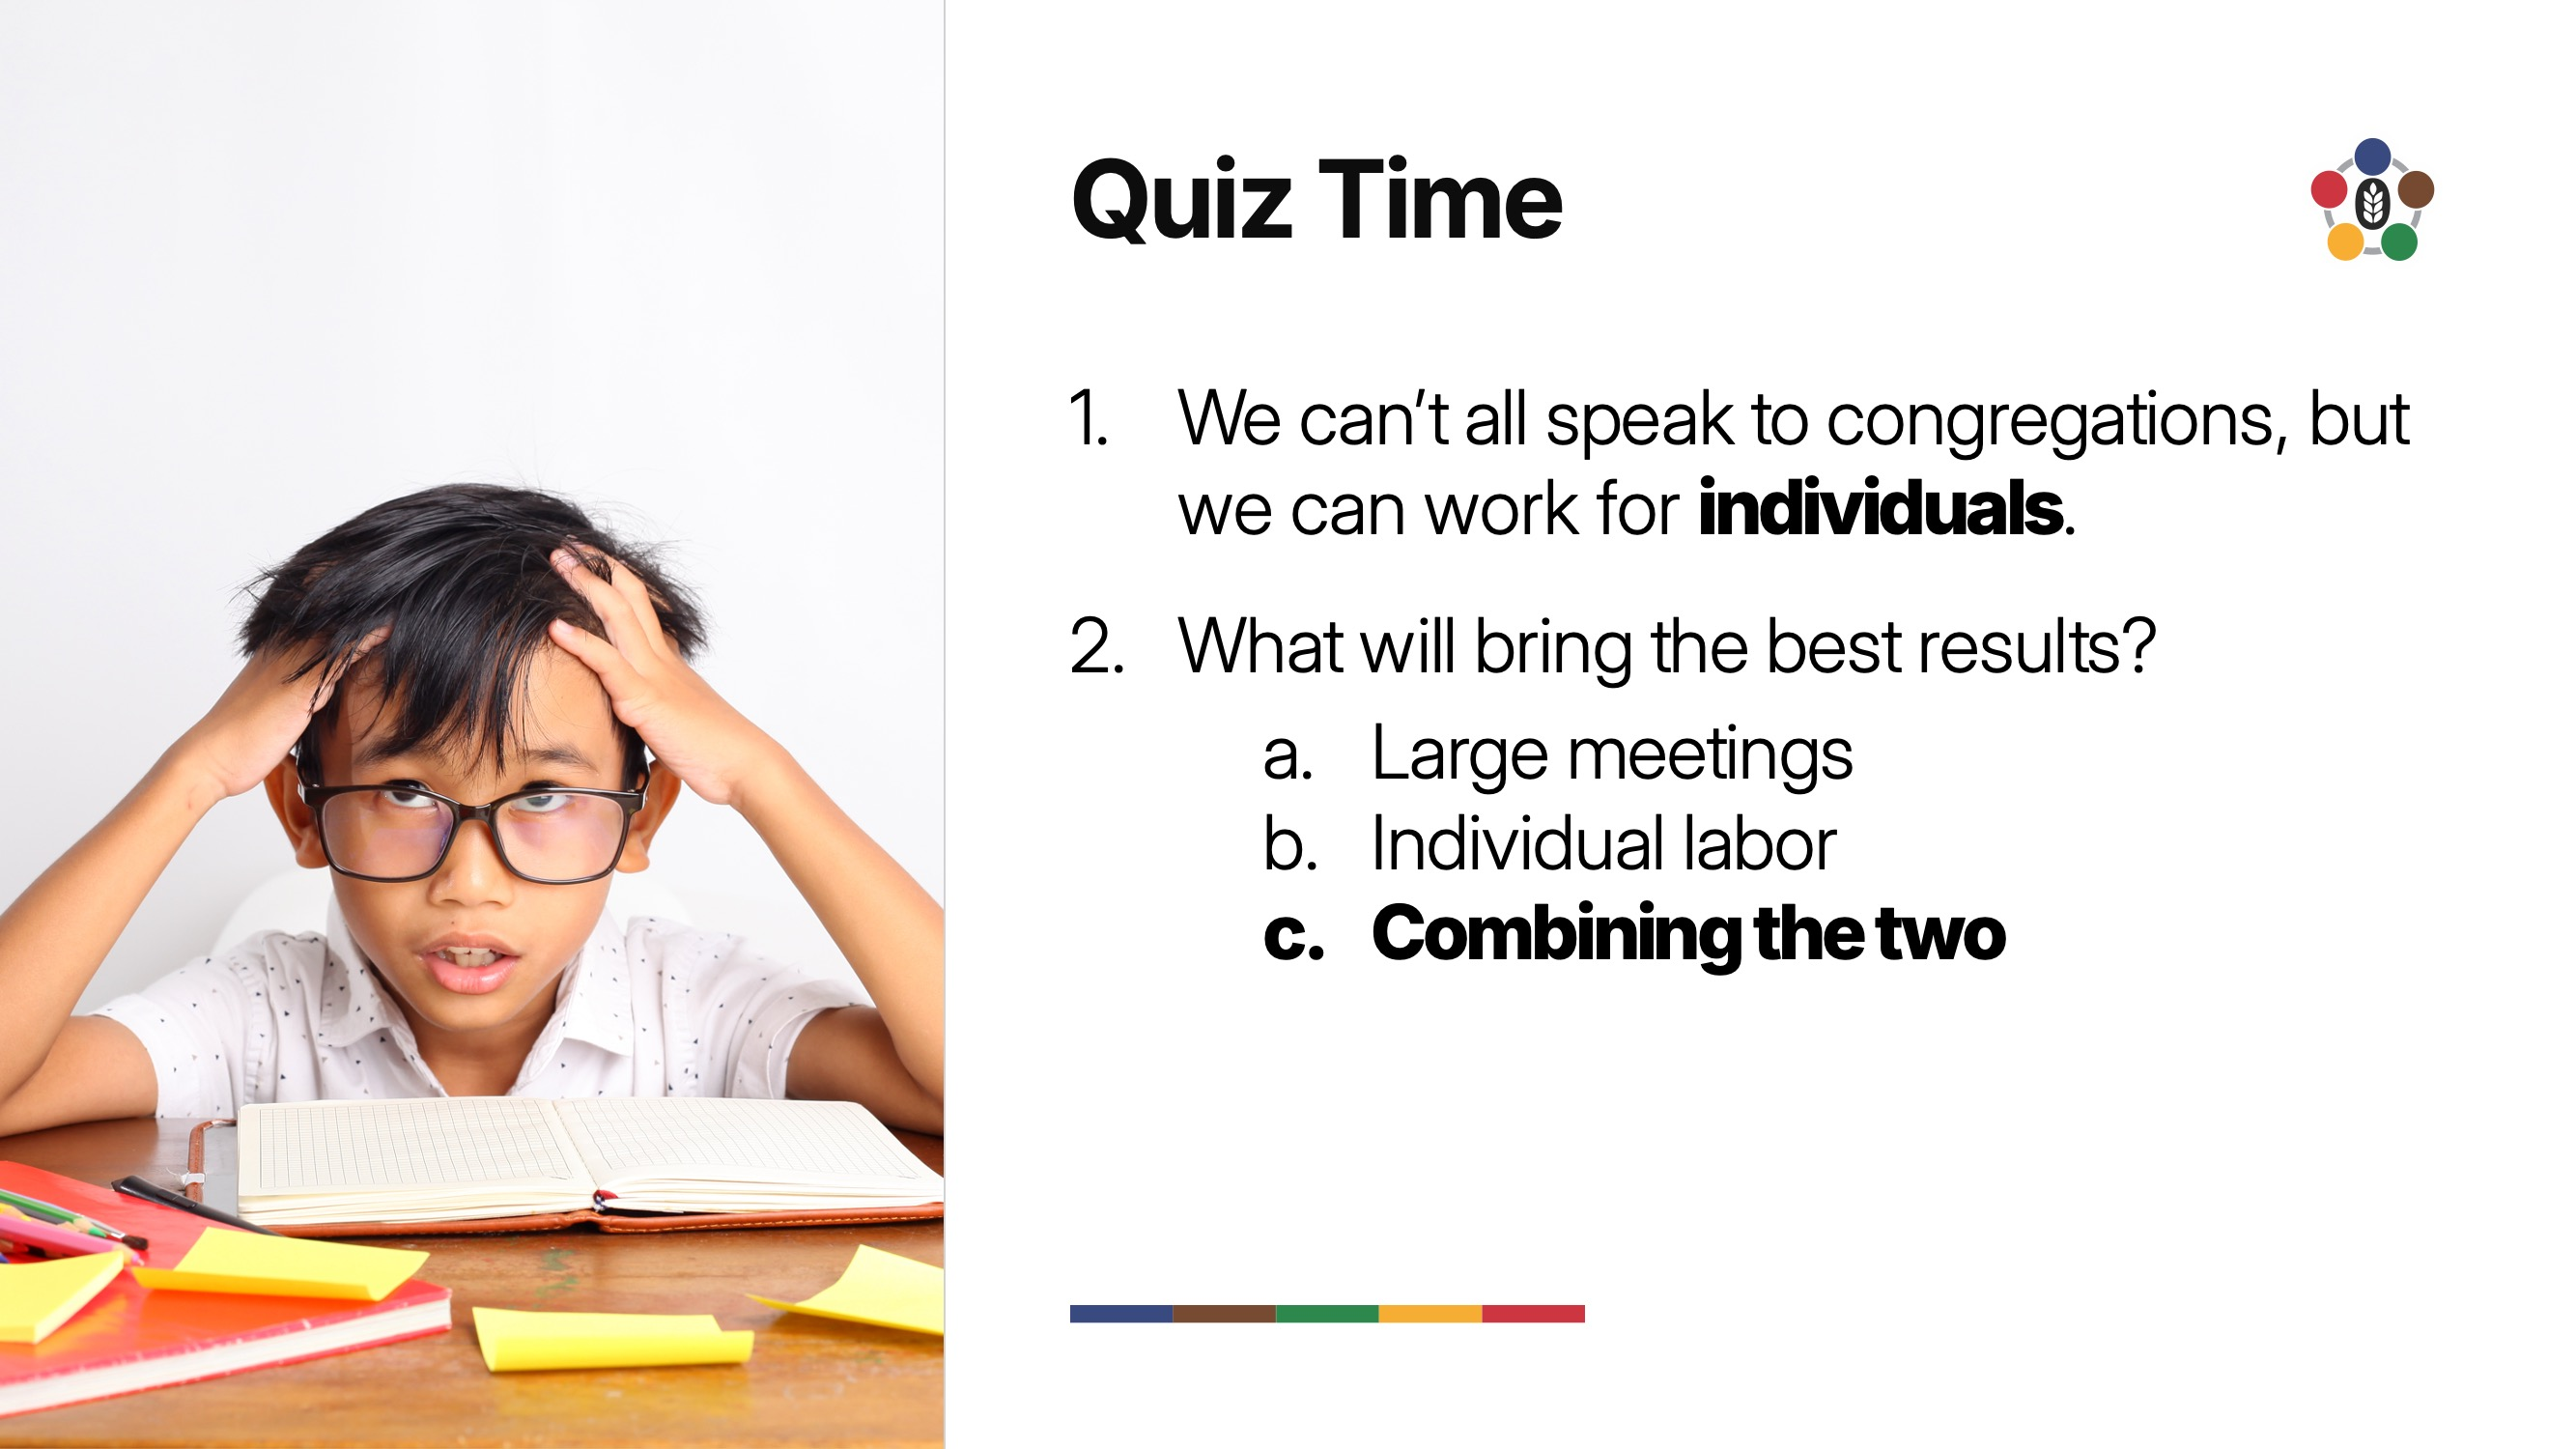 Quiz Time
1. We can’t all speak to congregations, but
we can work for individuals.
2. What will bring the best results?
a. Large meetings
b. Individual labor
c. Combining the two